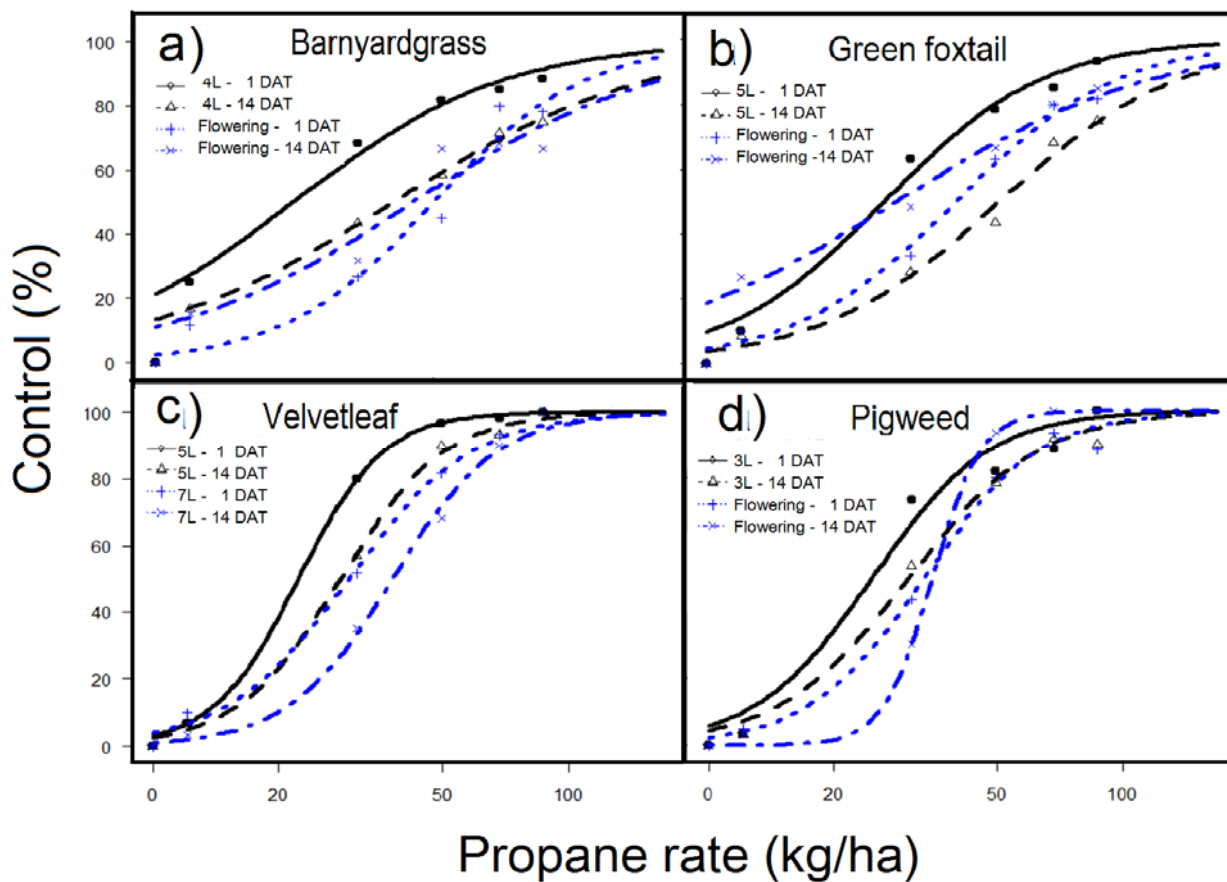 a) Barnyardgrass
4L - 1 DAT
4L - 14 DAT
Flowering - 1 DAT
Flowering - 14 DAT
b) Green foxtail
5L - 1 DAT
5L - 14 DAT
Flowering - 1 DAT
Flowering -14 DAT
100
80
60
40
20
0
c) Velvetleaf
5L - 1 DAT
5L - 14 DAT
7L - 1 DAT
7L - 14 DAT
d) Pigweed
3L - 1 DAT
3L - 14 DAT
Flowering - 1 DAT
Flowering - 14 DAT
100
80
60
40
20
0
Control (%)
0 20 50 100
0 20 50 100
Propane rate (kg/ha)